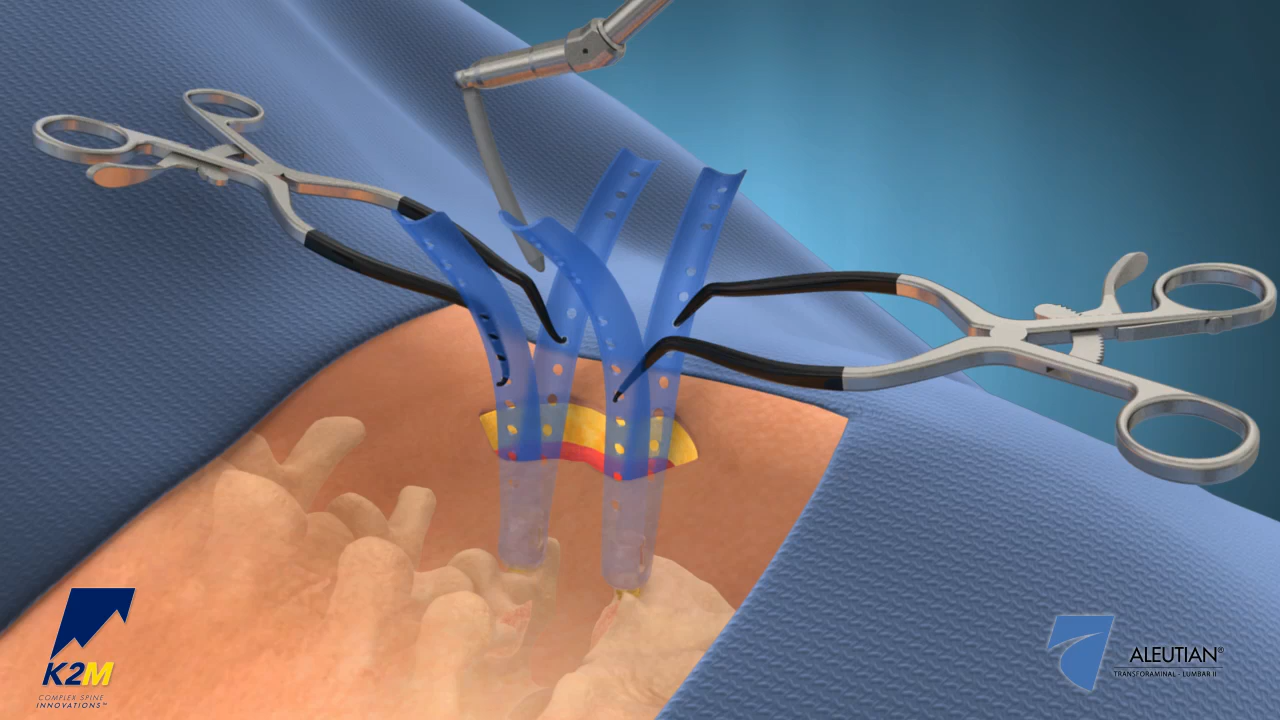 K2M
COMPLEX SPINE
INNOVATIONS™
ALEUTIAN®
TRANSFORAMINAL - LUMBAR II